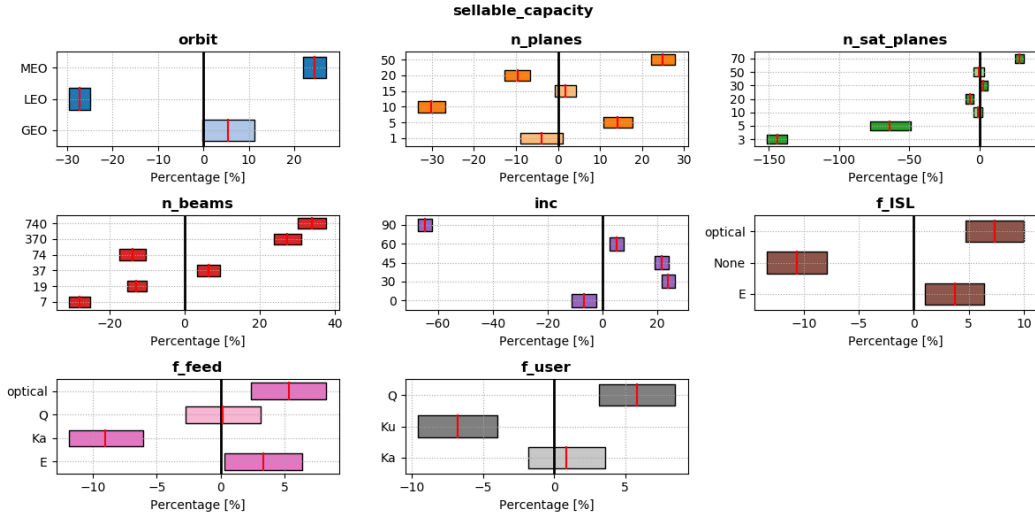 sellable_capacity
orbit
MEO
LEO
GEO
−30 −20 −10 0 10 20
Percentage [%]
n_planes
50
20
15
10
5
1
−30 −20 −10 0 10 20 30
Percentage [%]
n_sat_planes
70
50
30
20
10
5
3
−150 −100 −50 0
Percentage [%]
n_beams
740
370
74
37
19
7
−20 0 20 40
Percentage [%]
inc
90
60
45
30
0
−60 −40 −20 0 20
Percentage [%]
f_ISL
optical
None
E
−10 −5 0 5 10
Percentage [%]
f_feed
optical
Q
Ka
E
−10 −5 0 5
Percentage [%]
f_user
Q
Ku
Ka
−10 −5 0 5
Percentage [%]